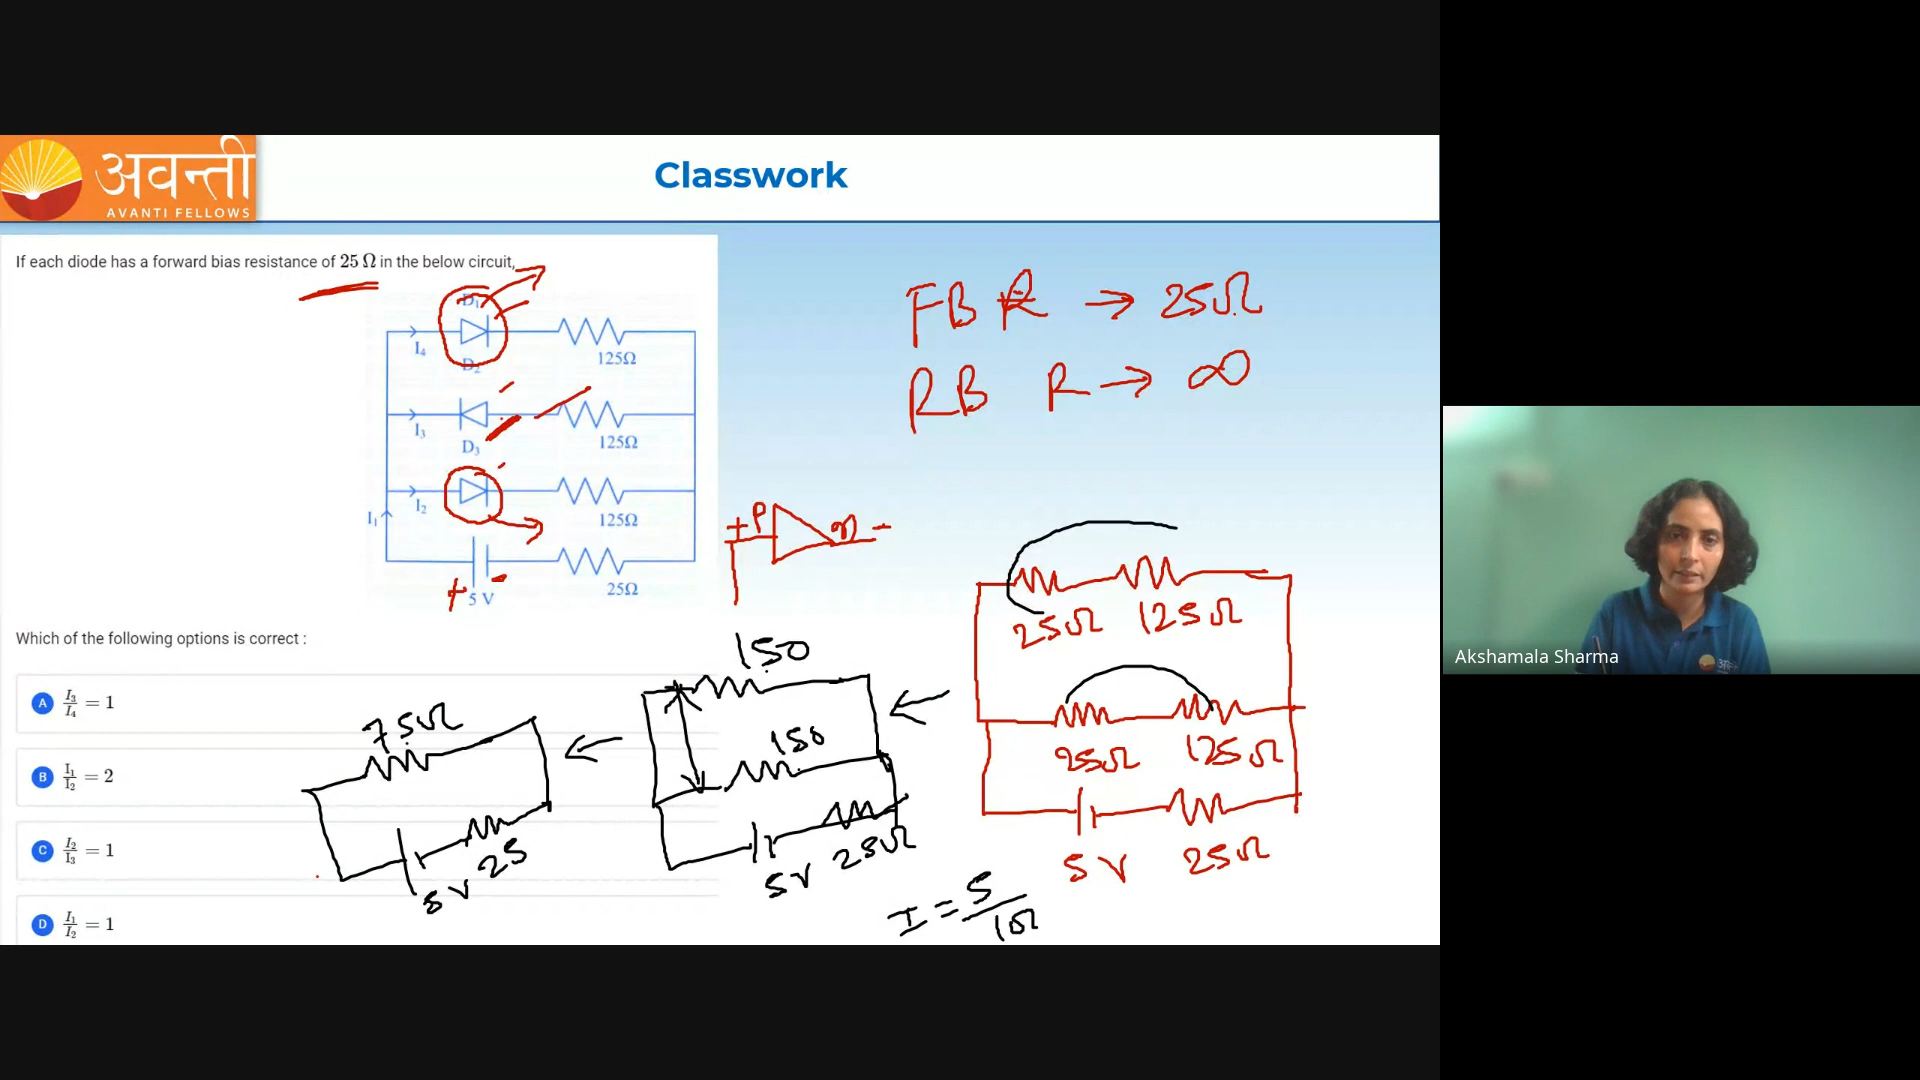 अवन्ती
AVANTI FELLOWS
Classwork
If each diode has a forward bias resistance of 25 Ω in the below circuit,
D₁
I₄
125Ω
D₂
I₃
125Ω
D₃
I₂
125Ω
I₁
25Ω
+ -
5 V
FB R → 25Ω
RB R → ∞
+ P n -
25Ω 125Ω
25Ω 125Ω
5 V 25Ω
150
150
5V 25Ω
75Ω
5V 25
I = 5/10Ω
Which of the following options is correct :
A I₃/I₄ = 1
B I₁/I₂ = 2
C I₂/I₃ = 1
D I₁/I₂ = 1
Akshamala Sharma